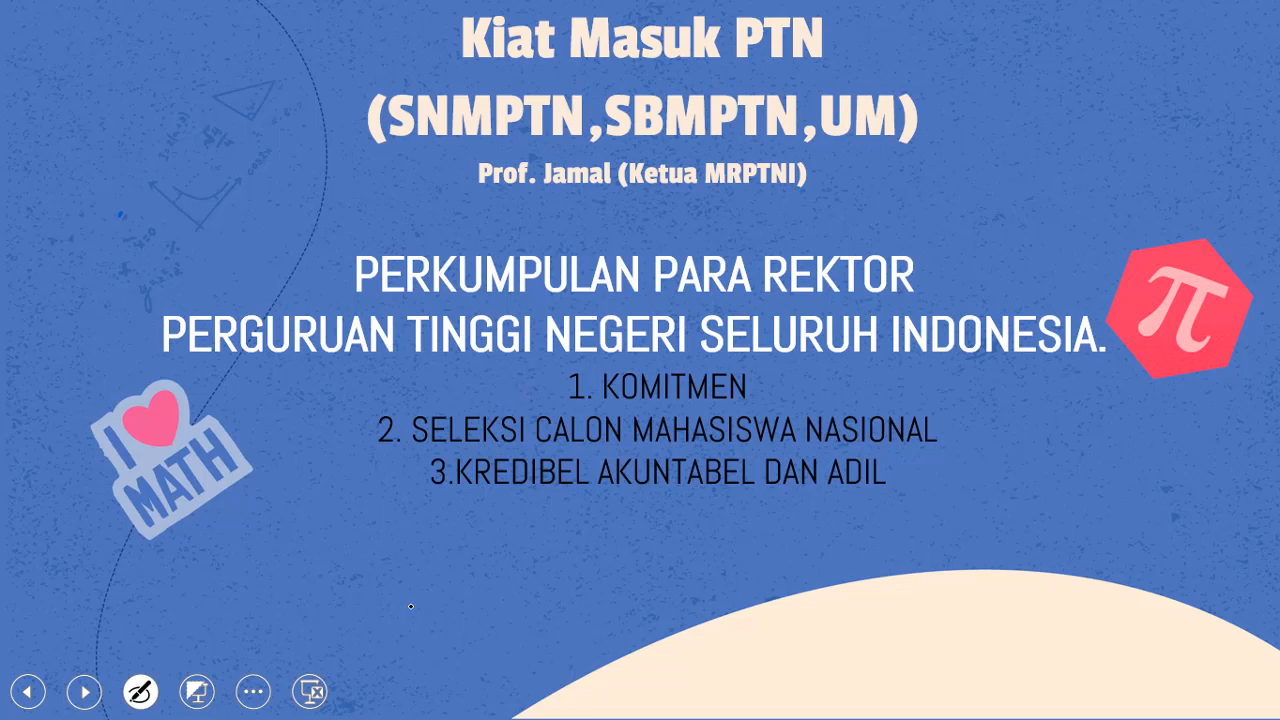 Kiat Masuk PTN
(SNMPTN,SBMPTN,UM)
Prof. Jamal (Ketua MRPTNI)
PERKUMPULAN PARA REKTOR
PERGURUAN TINGGI NEGERI SELURUH INDONESIA.
1. KOMITMEN
2. SELEKSI CALON MAHASISWA NASIONAL
3.KREDIBEL AKUNTABEL DAN ADIL
π
I
MATH